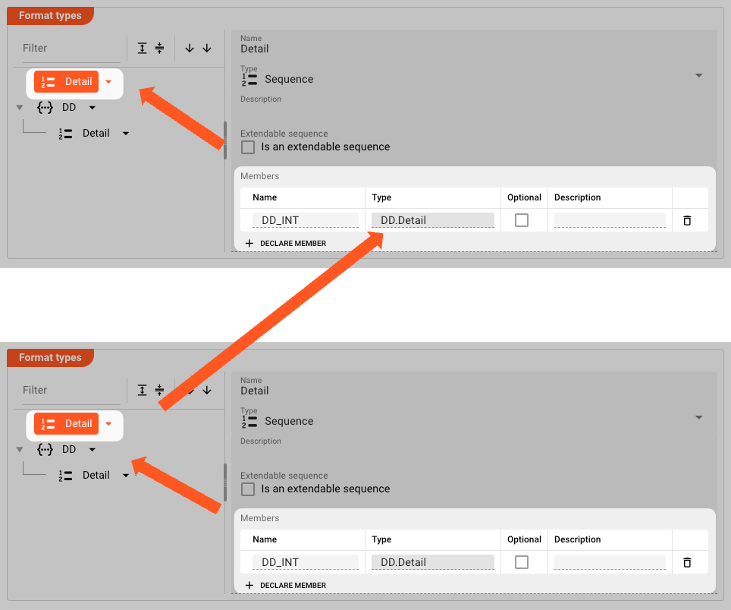 Format types
Filter
Detail
DD
Detail
Name
Detail
Type
Sequence
Description
Extendable sequence
Is an extendable sequence
Members
Name Type Optional Description
DD_INT DD.Detail
DECLARE MEMBER
Format types
Filter
Detail
DD
Detail
Name
Detail
Type
Sequence
Description
Extendable sequence
Is an extendable sequence
Members
Name Type Optional Description
DD_INT DD.Detail
DECLARE MEMBER